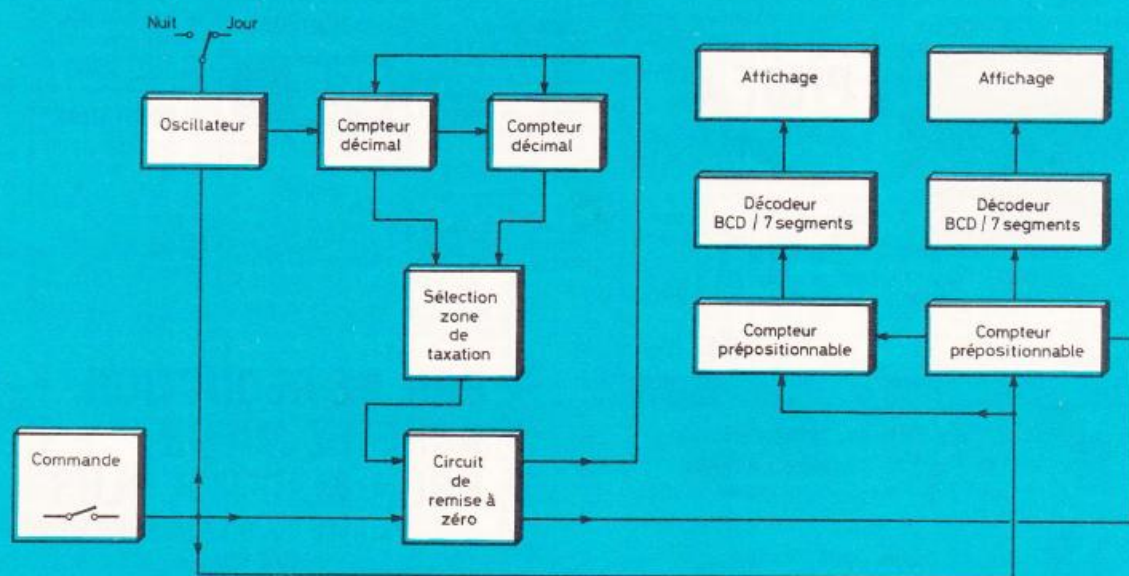 Nuit
Jour
Oscillateur
Compteur
décimal
Compteur
décimal
Affichage
Affichage
Décodeur
BCD / 7 segments
Décodeur
BCD / 7 segments
Sélection
zone
de
taxation
Compteur
prépositionnable
Compteur
prépositionnable
Commande
Circuit
de
remise à
zéro